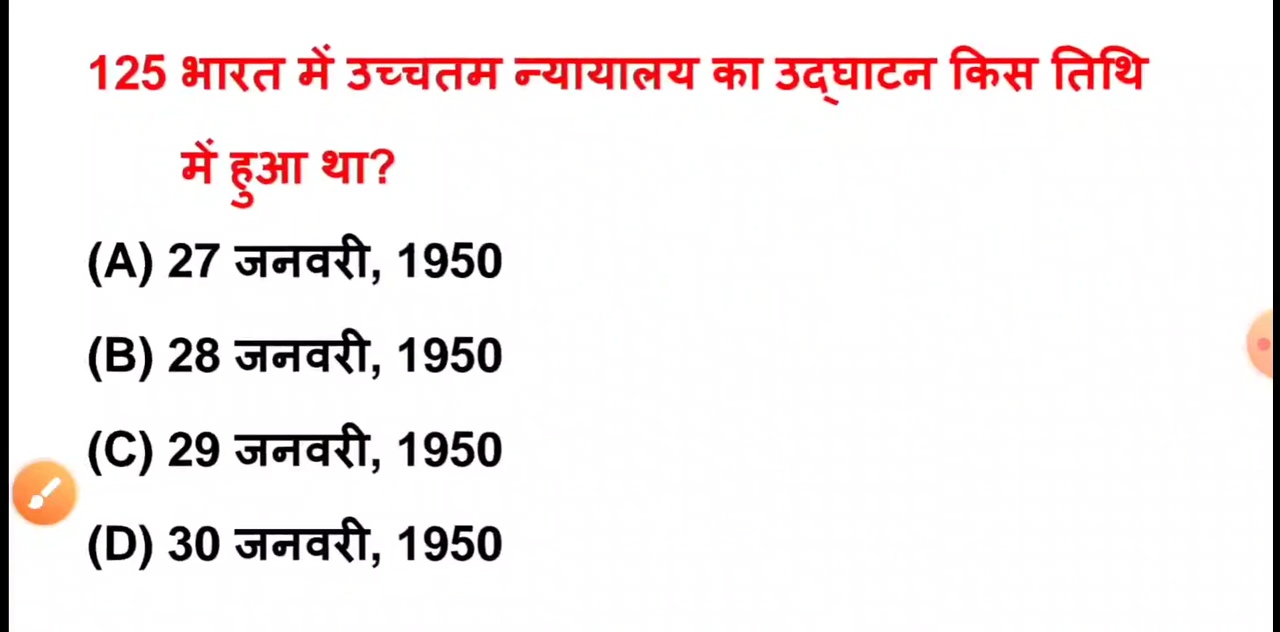 125 भारत में उच्चतम न्यायालय का उद्घाटन किस तिथि
में हुआ था?
(A) 27 जनवरी, 1950
(B) 28 जनवरी, 1950
(C) 29 जनवरी, 1950
(D) 30 जनवरी, 1950